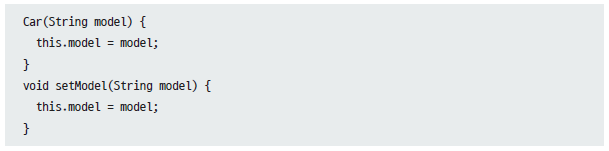 Car(String model) {
  this.model = model;
}
void setModel(String model) {
  this.model = model;
}